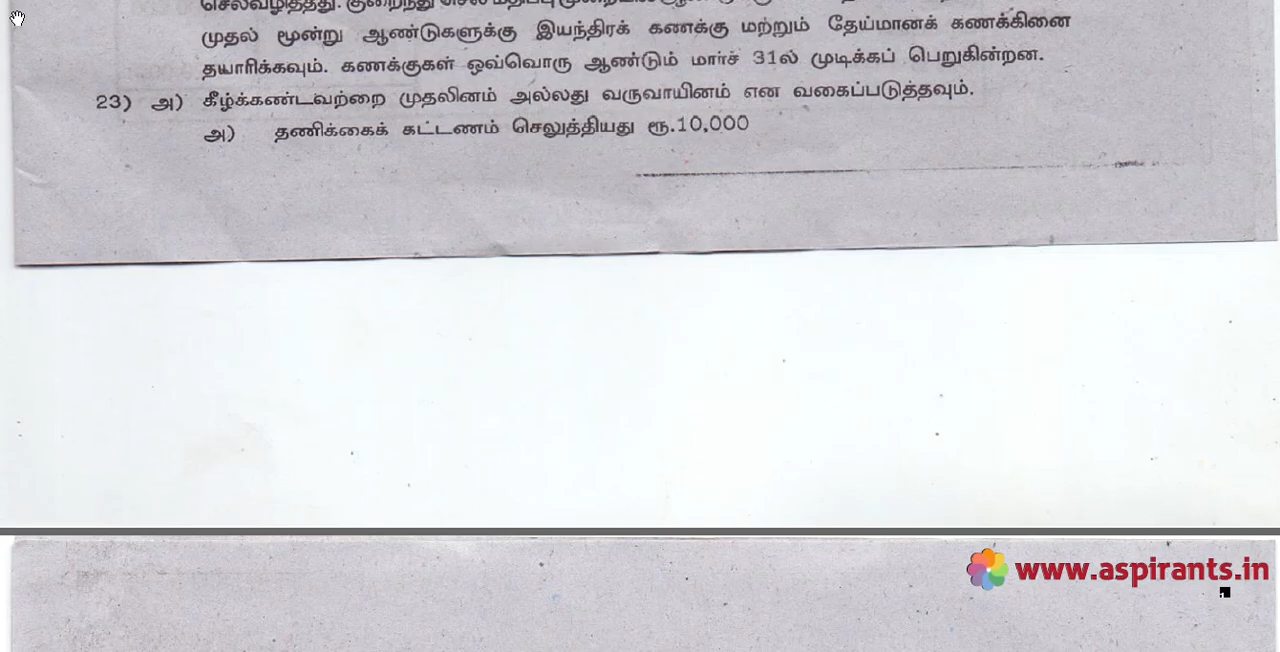 முதல் மூன்று ஆண்டுகளுக்கு இயந்திரக் கணக்கு மற்றும் தேய்மானக் கணக்கினை
தயாரிக்கவும். கணக்குகள் ஒவ்வொரு ஆண்டும் மார்ச் 31ல் முடிக்கப் பெறுகின்றன.
23) அ) கீழ்க்கண்டவற்றை முதலினம் அல்லது வருவாயினம் என வகைப்படுத்தவும்.
அ) தணிக்கைக் கட்டணம் செலுத்தியது ரூ.10,000
www.aspirants.in